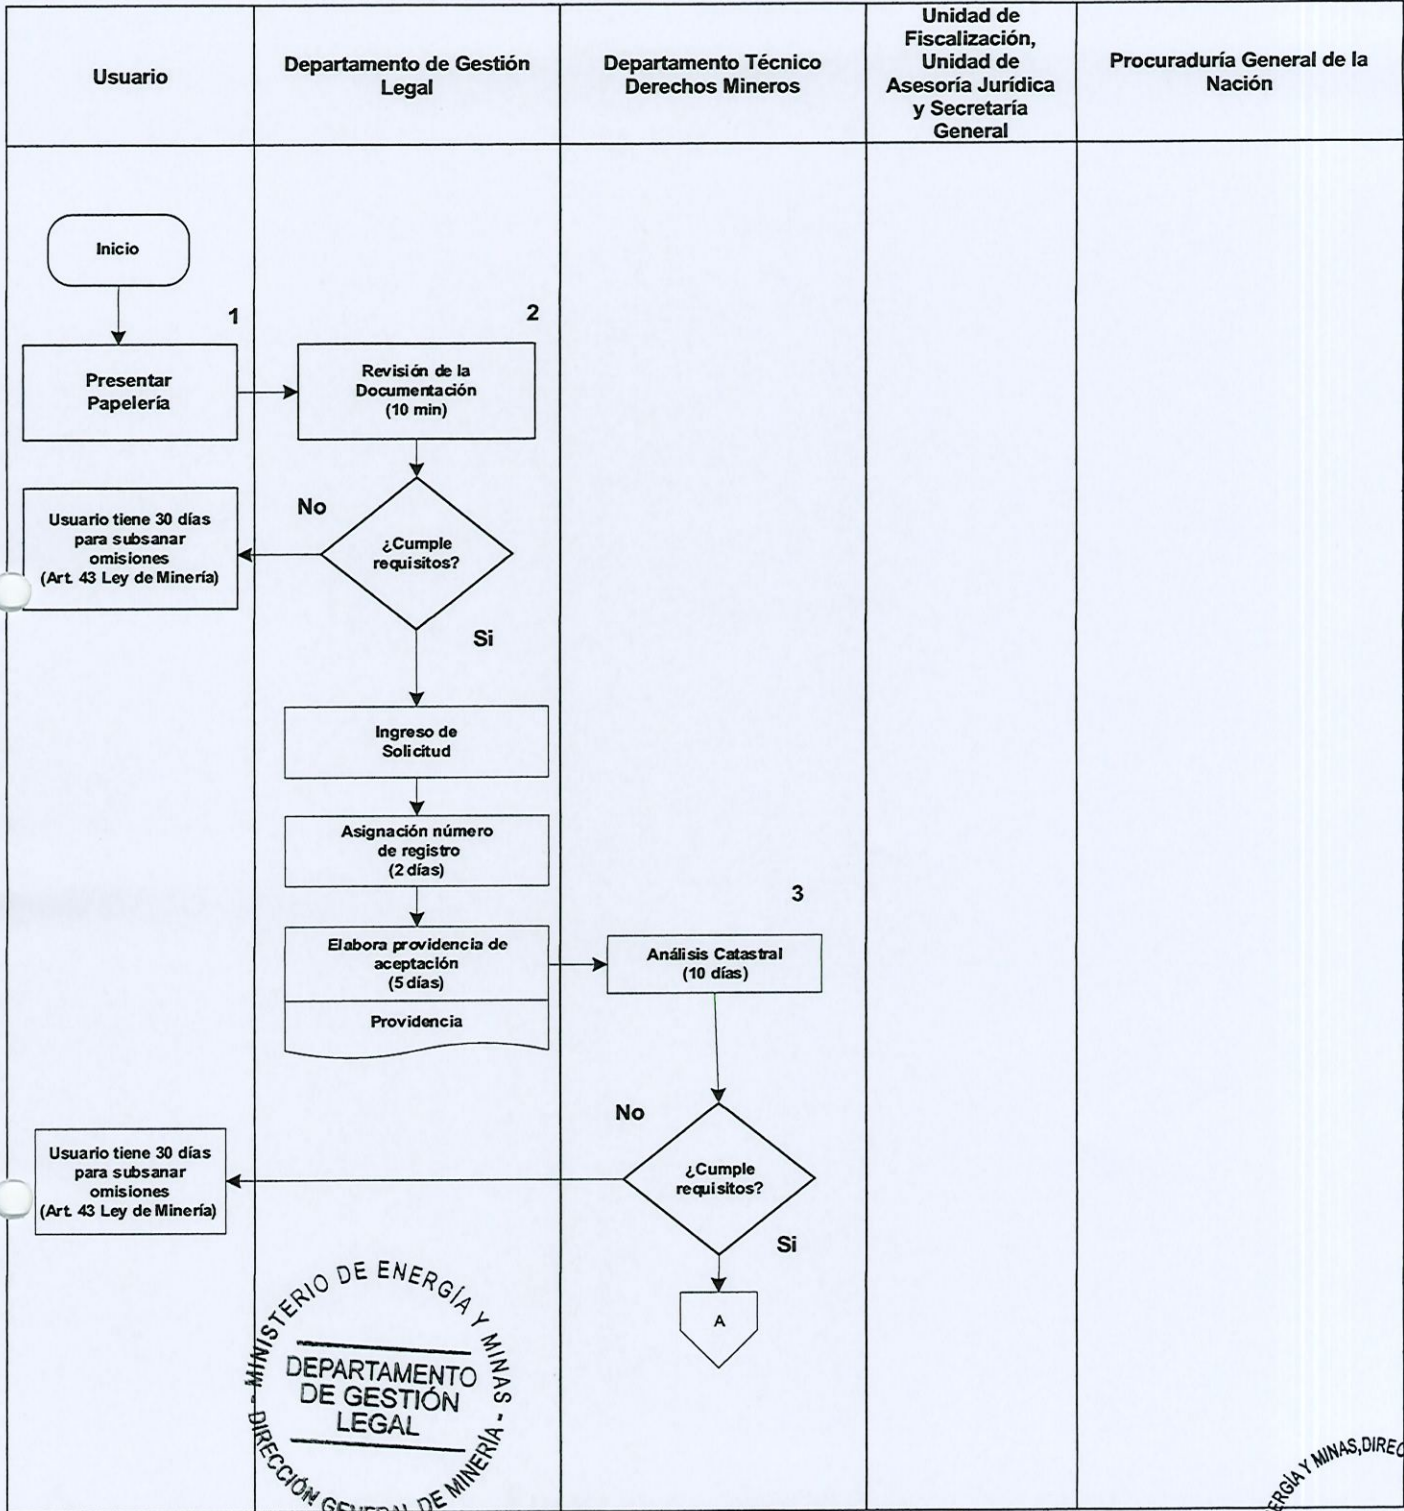 Usuario
Departamento de Gestión
Legal
Departamento Técnico
Derechos Mineros
Unidad de
Fiscalización,
Unidad de
Asesoría Jurídica
y Secretaría
General
Procuraduría General de la
Nación
Inicio
1
2
Presentar
Papelería
Revisión de la
Documentación
(10 min)
No
¿Cumple
requisitos?
Usuario tiene 30 días
para subsanar
omisiones
(Art. 43 Ley de Minería)
Si
Ingreso de
Solicitud
Asignación número
de registro
(2 días)
3
Elabora providencia de
aceptación
(5 días)
Providencia
Análisis Catastral
(10 días)
No
¿Cumple
requisitos?
Usuario tiene 30 días
para subsanar
omisiones
(Art. 43 Ley de Minería)
Si
A
MINISTERIO DE ENERGÍA Y MINAS -
DEPARTAMENTO
DE GESTIÓN
LEGAL
- DIRECCIÓN GENERAL DE MINERÍA
ERGÍA Y MINAS, DIREC